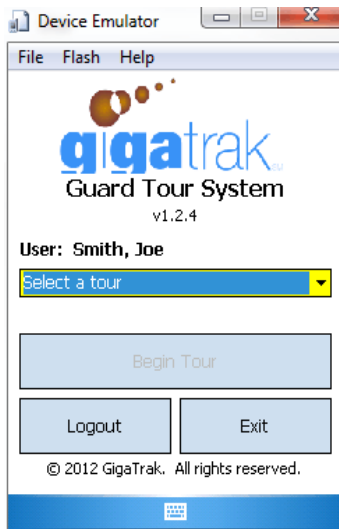 Device Emulator
File Flash Help
gigatrak
Guard Tour System
v1.2.4
User: Smith, Joe
Select a tour
Begin Tour
Logout Exit
© 2012 GigaTrak. All rights reserved.